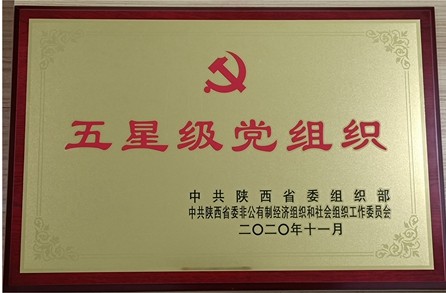 五星级党组织
中共陕西省委组织部
中共陕西省委非公有制经济组织和社会组织工作委员会
二〇二〇年十一月